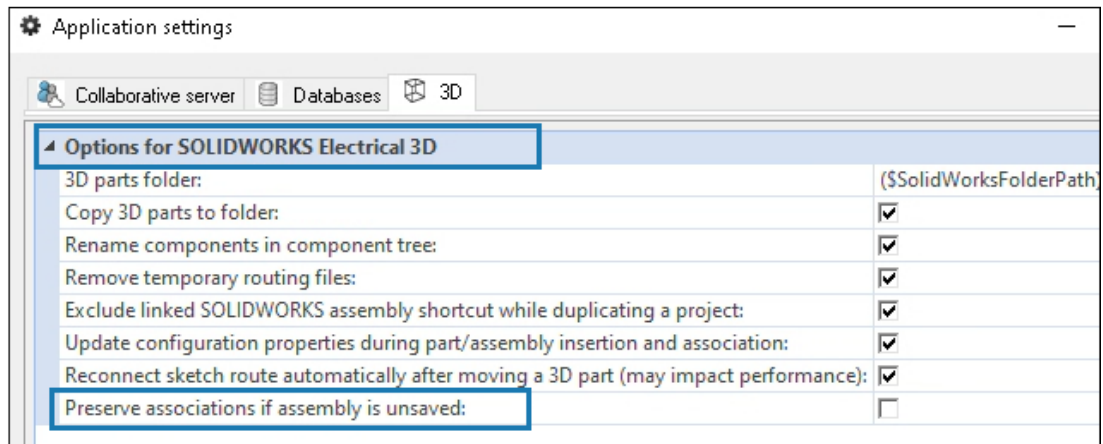 Application settings
Collaborative server Databases 3D
Options for SOLIDWORKS Electrical 3D
3D parts folder: ($SolidWorksFolderPath)
Copy 3D parts to folder:
Rename components in component tree:
Remove temporary routing files:
Exclude linked SOLIDWORKS assembly shortcut while duplicating a project:
Update configuration properties during part/assembly insertion and association:
Reconnect sketch route automatically after moving a 3D part (may impact performance):
Preserve associations if assembly is unsaved: